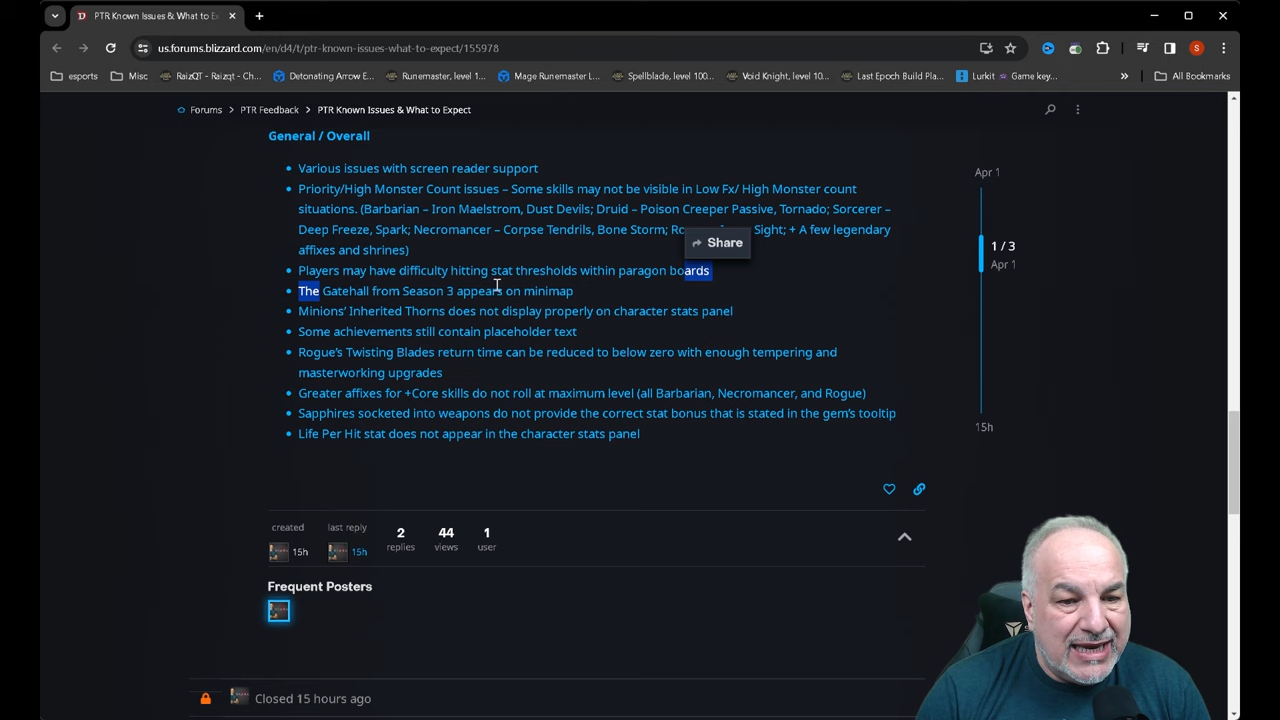 PTR Known Issues & What to Ex
us.forums.blizzard.com/en/d4/t/ptr-known-issues-what-to-expect/155978
esports Misc RaizQT - Raizqt - Ch... Detonating Arrow E... Runemaster, level 1... Mage Runemaster L... Spellblade, level 100... Void Knight, level 10... Last Epoch Build Pla... Lurkit Game key... » All Bookmarks
Forums > PTR Feedback > PTR Known Issues & What to Expect
General / Overall
Various issues with screen reader support
Apr 1
Priority/High Monster Count issues – Some skills may not be visible in Low Fx/ High Monster count
situations. (Barbarian – Iron Maelstrom, Dust Devils; Druid – Poison Creeper Passive, Tornado; Sorcerer –
Deep Freeze, Spark; Necromancer – Corpse Tendrils, Bone Storm; Sight; + A few legendary
Share
1 / 3
affixes and shrines)
Apr 1
Players may have difficulty hitting stat thresholds within paragon boards
The Gatehall from Season 3 appears on minimap
Minions’ Inherited Thorns does not display properly on character stats panel
Some achievements still contain placeholder text
Rogue’s Twisting Blades return time can be reduced to below zero with enough tempering and
masterworking upgrades
Greater affixes for +Core skills do not roll at maximum level (all Barbarian, Necromancer, and Rogue)
Sapphires socketed into weapons do not provide the correct stat bonus that is stated in the gem’s tooltip
15h
Life Per Hit stat does not appear in the character stats panel
created last reply 2 44 1
15h 15h replies views user
Frequent Posters
Closed 15 hours ago